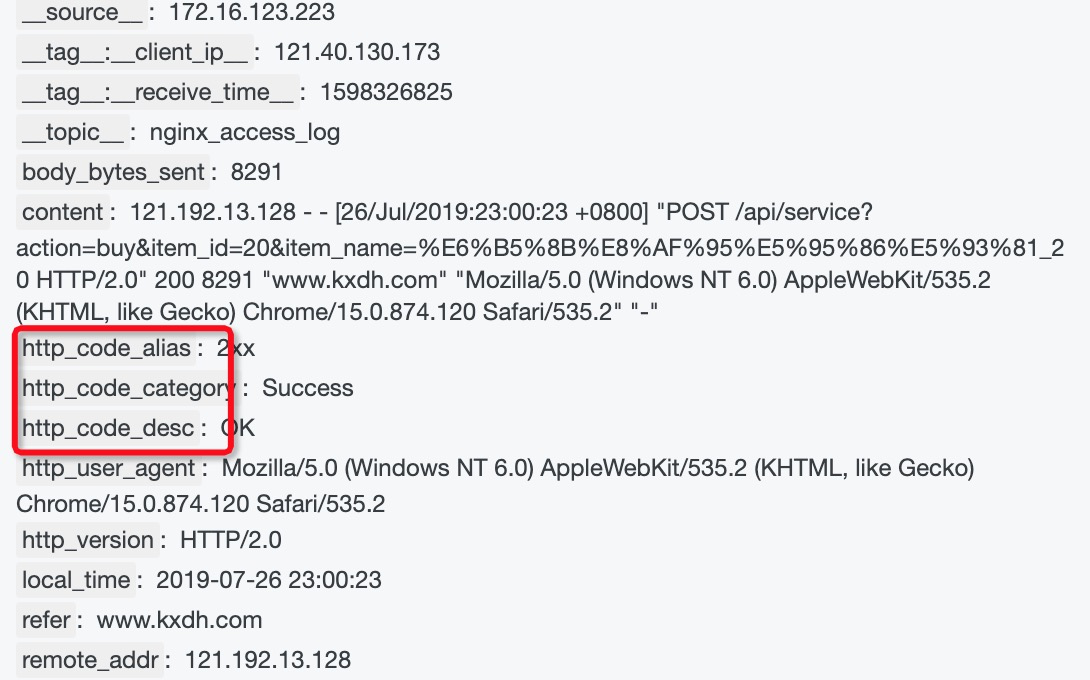 __source__ : 172.16.123.223
__tag__:__client_ip__ : 121.40.130.173
__tag__:__receive_time__ : 1598326825
__topic__ : nginx_access_log
body_bytes_sent : 8291
content : 121.192.13.128 - - [26/Jul/2019:23:00:23 +0800] "POST /api/service?
action=buy&item_id=20&item_name=%E6%B5%8B%E8%AF%95%E5%95%86%E5%93%81_2
0 HTTP/2.0" 200 8291 "www.kxdh.com" "Mozilla/5.0 (Windows NT 6.0) AppleWebKit/535.2
(KHTML, like Gecko) Chrome/15.0.874.120 Safari/535.2" "-"
http_code_alias : 2xx
http_code_category : Success
http_code_desc : OK
http_user_agent : Mozilla/5.0 (Windows NT 6.0) AppleWebKit/535.2 (KHTML, like Gecko)
Chrome/15.0.874.120 Safari/535.2
http_version : HTTP/2.0
local_time : 2019-07-26 23:00:23
refer : www.kxdh.com
remote_addr : 121.192.13.128